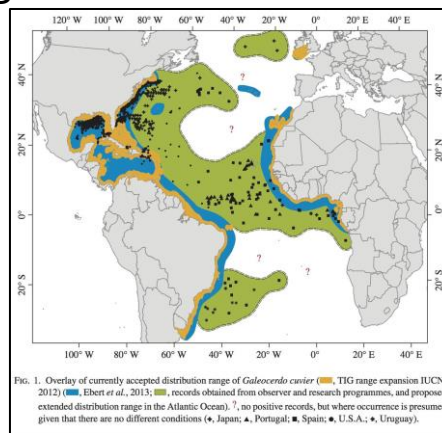 120° W 100° W 80° W 60° W 40° W 20° W 0° 20° E 40° E
40° N
20° N
0°
20° S
40° N
20° N
0°
20° S
?
?
?
?
?
100° W 80° W 60° W 40° W 20° W 0° 20° E
FIG. 1. Overlay of currently accepted distribution range of Galeocerdo cuvier ( , TIG range expansion IUCN
2012) ( , Ebert et al., 2013; , records obtained from observer and research programmes, and propose
extended distribution range in the Atlantic Ocean). ?, no positive records, but where occurrence is presume
given that there are no different conditions (♦, Japan; ▲, Portugal; ■, Spain; ●, U.S.A.; ✦, Uruguay).